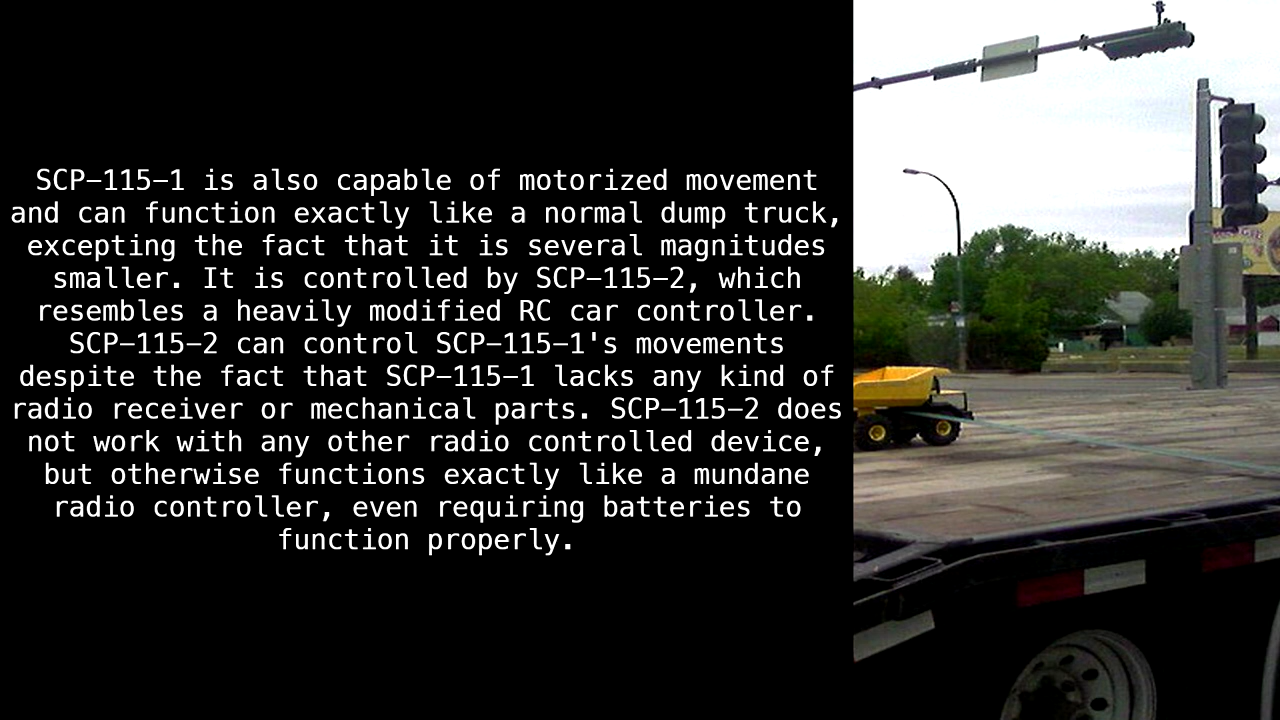 SCP-115-1 is also capable of motorized movement
and can function exactly like a normal dump truck,
excepting the fact that it is several magnitudes
smaller. It is controlled by SCP-115-2, which
resembles a heavily modified RC car controller.
SCP-115-2 can control SCP-115-1's movements
despite the fact that SCP-115-1 lacks any kind of
radio receiver or mechanical parts. SCP-115-2 does
not work with any other radio controlled device,
but otherwise functions exactly like a mundane
radio controller, even requiring batteries to
function properly.